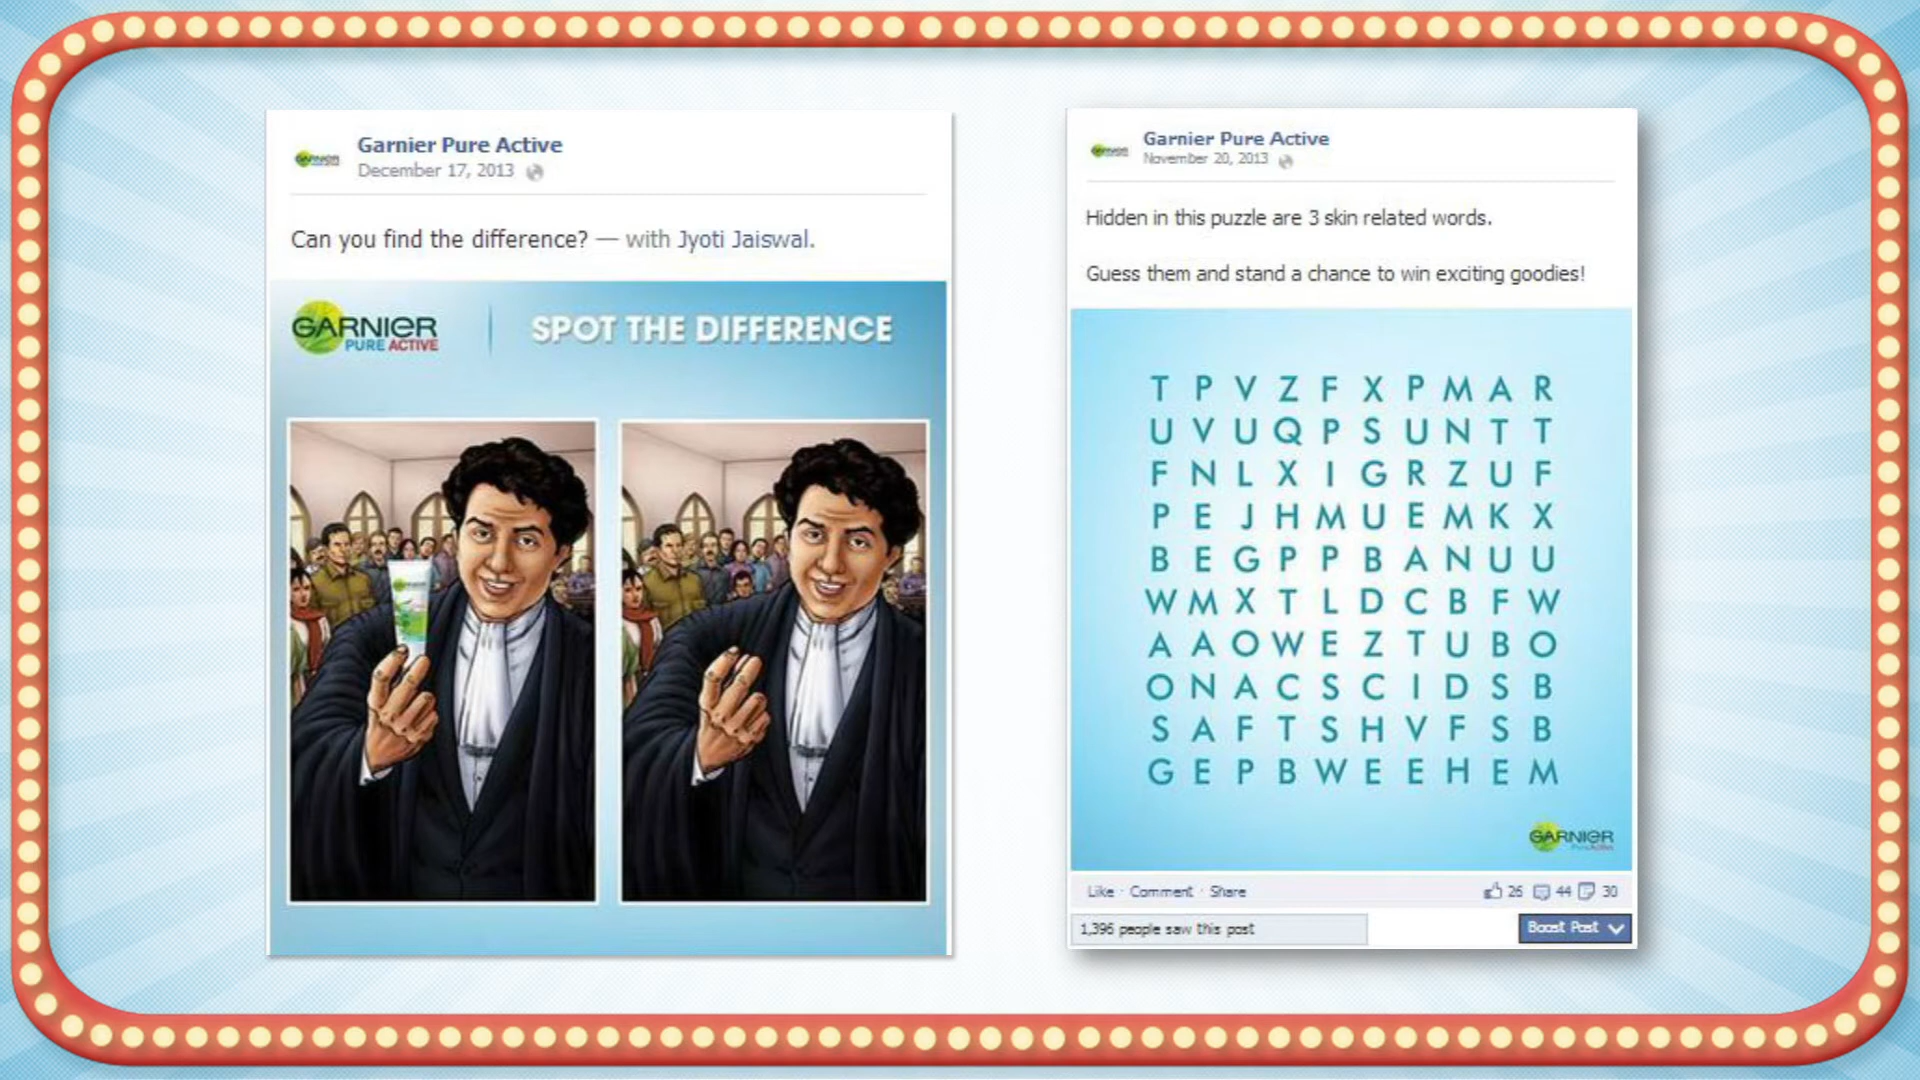 Garnier Pure Active
December 17, 2013
Can you find the difference? — with Jyoti Jaiswal.
GARNIER
PURE ACTIVE
SPOT THE DIFFERENCE
Garnier Pure Active
November 20, 2013
Hidden in this puzzle are 3 skin related words.
Guess them and stand a chance to win exciting goodies!
T P V Z F X P M A R
U V U Q P S U N T T
F N L X I G R Z U F
P E J H M U E M K X
B E G P P B A N U U
W M X T L D C B F W
A A O W E Z T U B O
O N A C S C I D S B
S A F T S H V F S B
G E P B W E E H E M
GARNIER
Like · Comment · Share
26 44 30
1,396 people saw this post
Boost Post